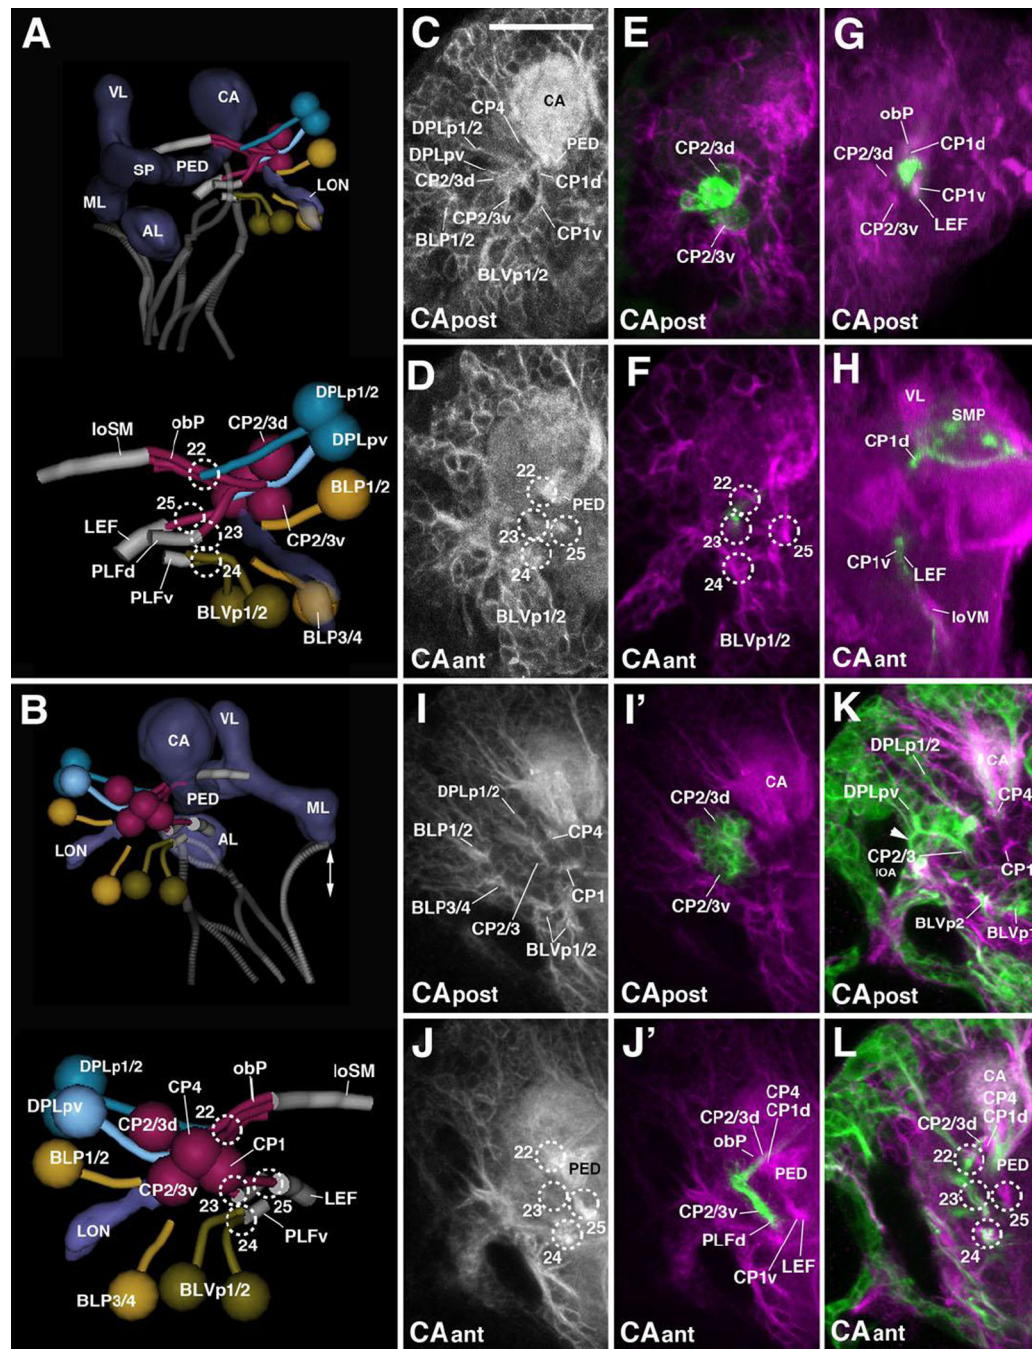 A
VL
CA
SP
PED
LON
ML
AL
DPLp1/2
loSM
obP
CP2/3d
22
DPLpv
BLP1/2
25
LEF
23
CP2/3v
PLFd
24
PLFv
BLVp1/2
BLP3/4
B
VL
CA
ML
PED
LON
AL
DPLp1/2
CP4
obP
loSM
DPLpv
22
CP2/3d
CP1
BLP1/2
CP2/3v
LEF
23
25
PLFv
LON
24
BLP3/4
BLVp1/2
C
CP4
CA
DPLp1/2
PED
DPLpv
CP2/3d
CP1d
CP2/3v
BLP1/2
CP1v
BLVp1/2
CApost
E
CP2/3d
CP2/3v
CApost
G
obP
CP2/3d
CP1d
CP1v
CP2/3v
LEF
CApost
D
22
PED
23
25
24
BLVp1/2
CAant
F
22
23
25
24
BLVp1/2
CAant
H
VL
SMP
CP1d
CP1v
LEF
loVM
CAant
I
DPLp1/2
BLP1/2
CP4
CP1
BLP3/4
CP2/3
BLVp1/2
CApost
I’
CA
CP2/3d
CP2/3v
CApost
K
DPLp1/2
CA
DPLpv
CP4
CP2/3
IOA
CP1
BLVp2
BLVp1
CApost
J
22
PED
23
25
24
CAant
J’
CP4
CP2/3d
CP1d
obP
PED
CP2/3v
PLFd
CP1v
LEF
CAant
L
CA
CP4
CP2/3d
CP1d
22
PED
23
25
24
CAant